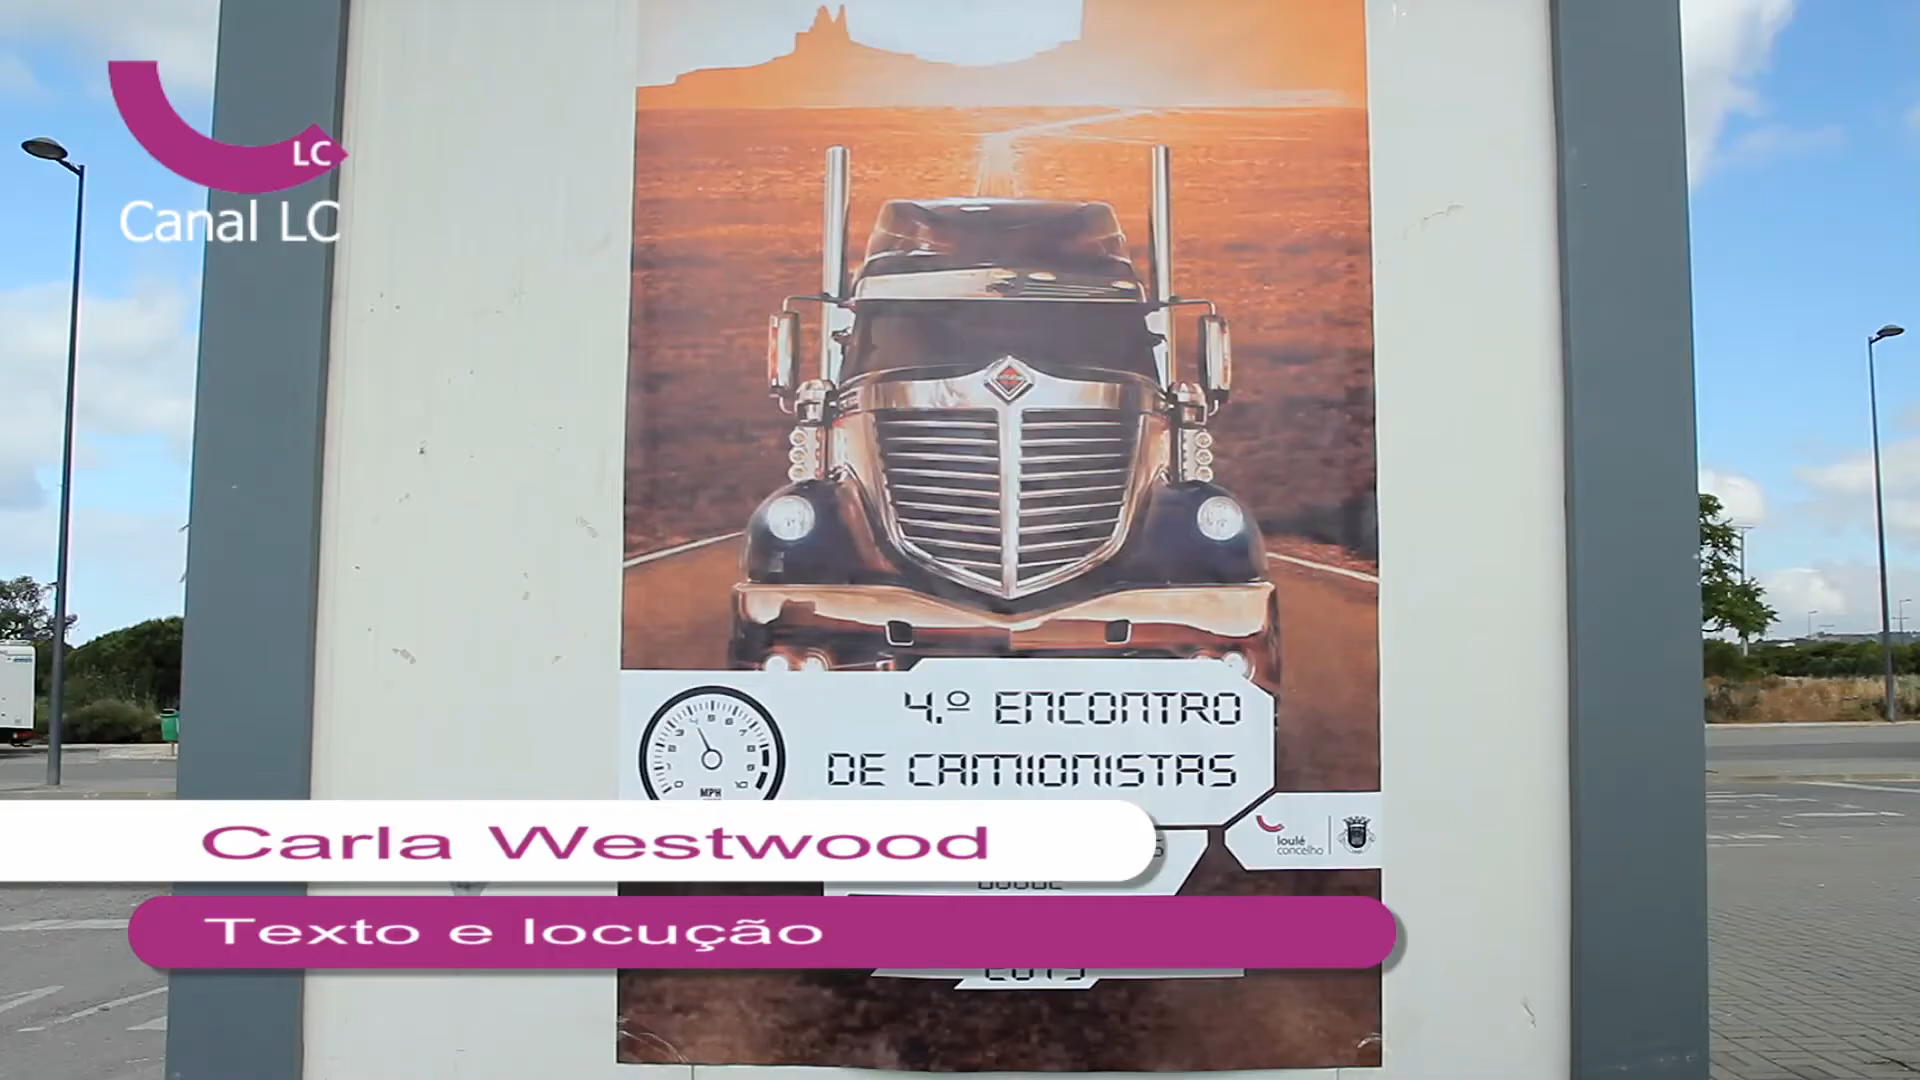 LC
Canal LC
4.º ENCONTRO
DE CAMIONISTAS
MPH
loulé
concelho
Carla Westwood
Texto e locução